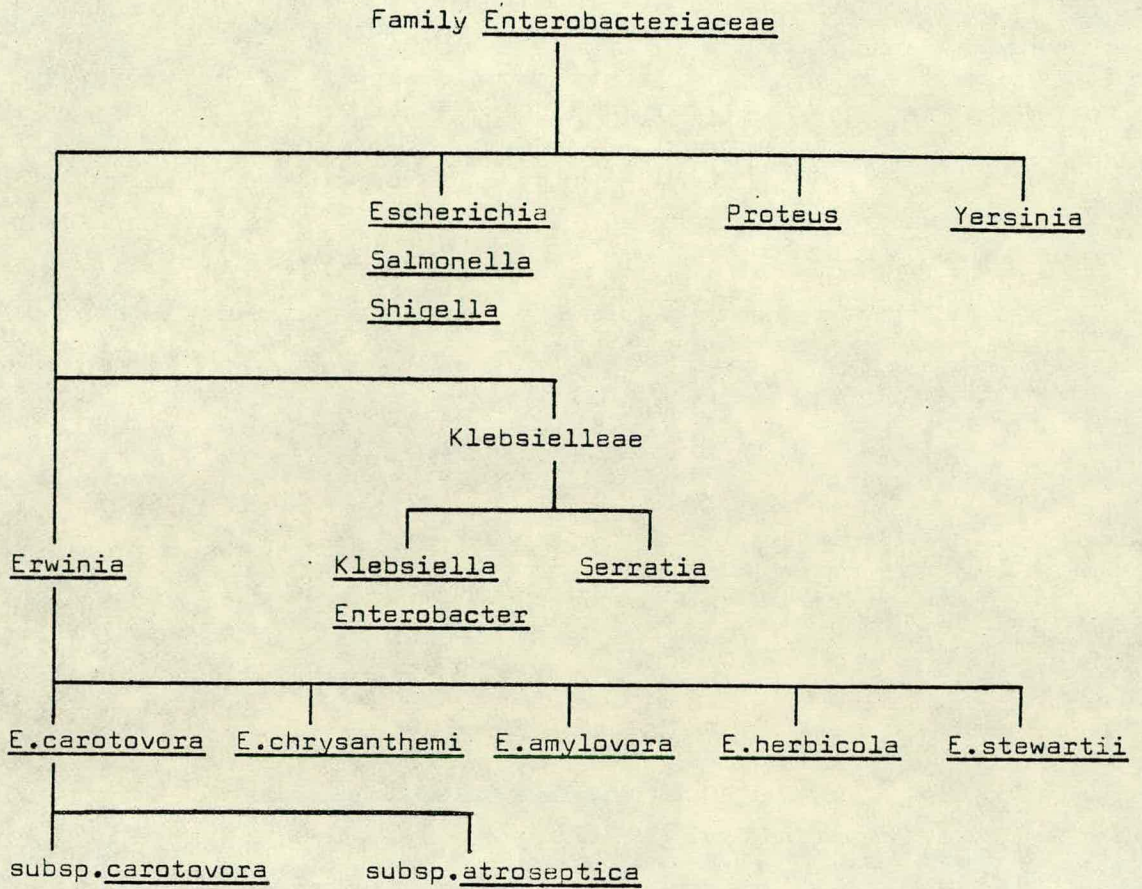 Family Enterobacteriaceae
Escherichia Proteus Yersinia
Salmonella
Shigella
Klebsielleae
Erwinia Klebsiella Serratia
Enterobacter
E.carotovora E.chrysanthemi E.amylovora E.herbicola E.stewartii
subsp.carotovora subsp.atroseptica